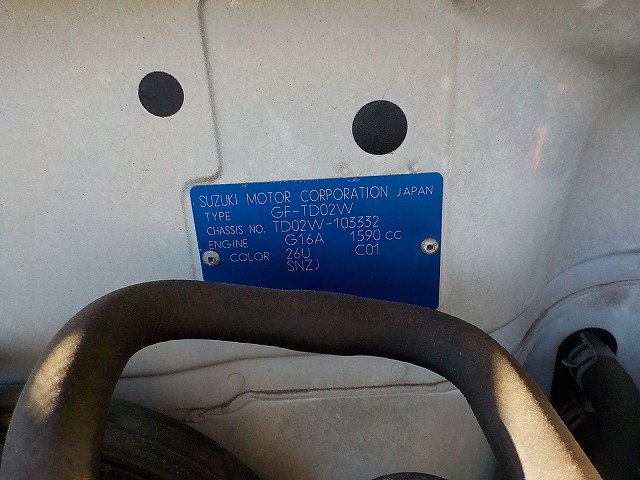 SUZUKI MOTOR CORPORATION JAPAN
TYPE GF-TD02W
CHASSIS NO. TD02W-103332
ENGINE G16A 1590 cc
COLOR 26U C01
SNZJ